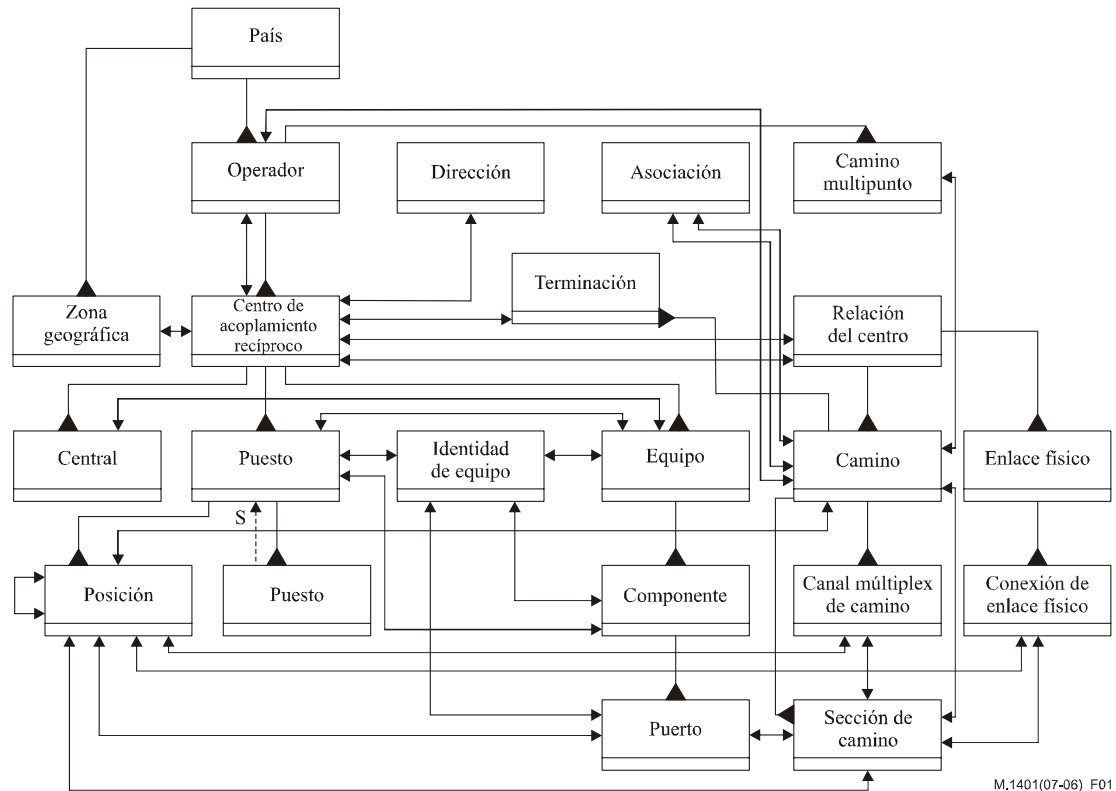 País
Operador
Dirección
Asociación
Camino
multipunto
Terminación
Zona
geográfica
Centro de
acoplamiento
recíproco
Relación
del centro
Central
Puesto
Identidad
de equipo
Equipo
Camino
Enlace físico
S
Posición
Puesto
Componente
Canal múltiplex
de camino
Conexión de
enlace físico
Puerto
Sección de
camino
M.1401(07-06)_F01